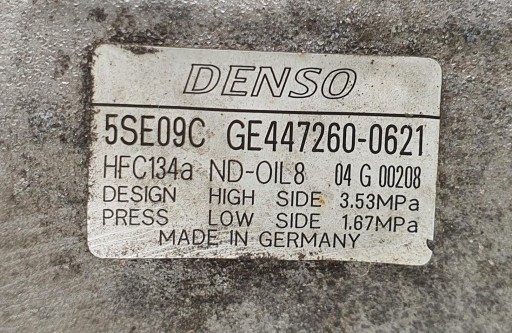 DENSO
5SE09C GE447260-0621
HFC134a ND-OIL8 04 G 00208
DESIGN HIGH SIDE 3.53MPa
PRESS LOW SIDE 1.67MPa
MADE IN GERMANY